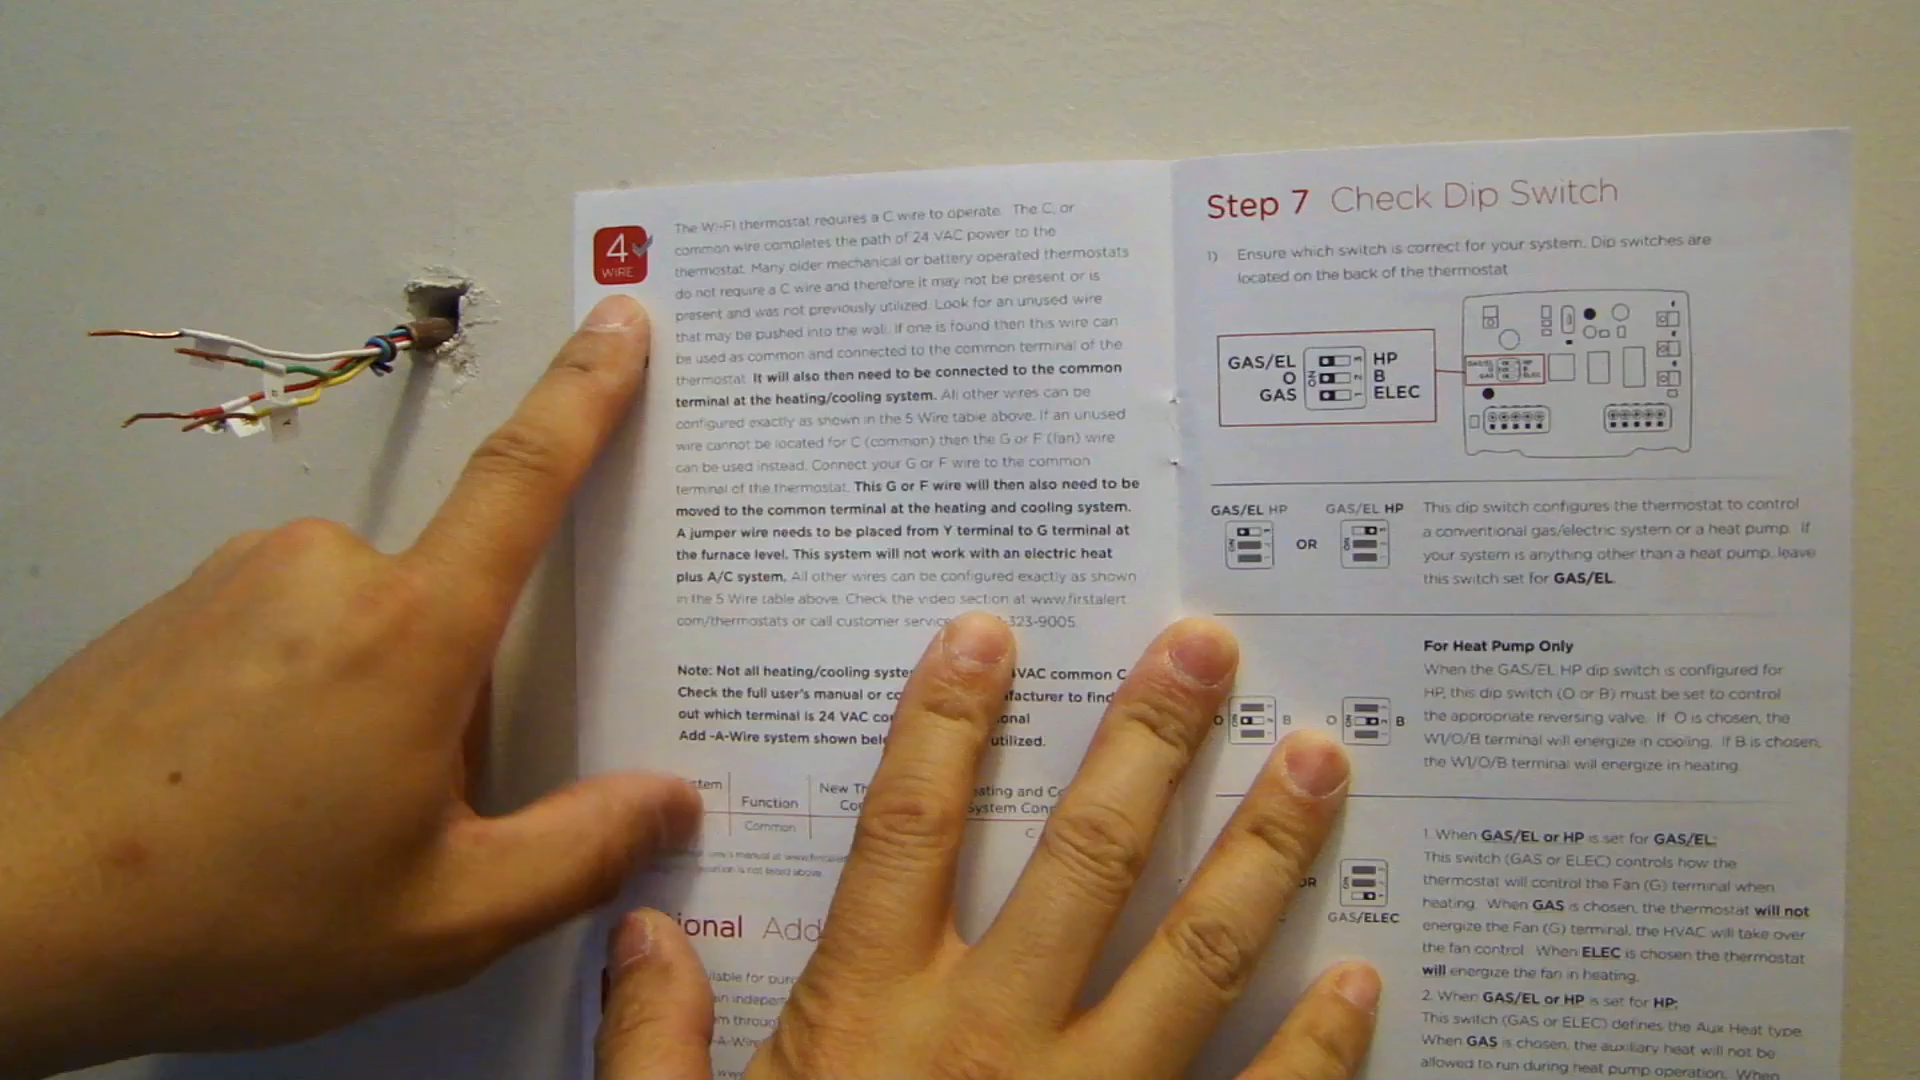 4
WIRE
The Wi-Fi thermostat requires a C wire to operate. The C, or
common wire completes the path of 24 VAC power to the
thermostat. Many older mechanical or battery operated thermostats
do not require a C wire and therefore it may not be present or is
present and was not previously utilized. Look for an unused wire
that may be pushed into the wall. If one is found then this wire can
be used as common and connected to the common terminal of the
thermostat. It will also then need to be connected to the common
terminal at the heating/cooling system. All other wires can be
configured exactly as shown in the 5 Wire table above. If an unused
wire cannot be located for C (common) then the G or F (fan) wire
can be used instead. Connect your G or F wire to the common
terminal of the thermostat. This G or F wire will then also need to be
moved to the common terminal at the heating and cooling system.
A jumper wire needs to be placed from Y terminal to G terminal at
the furnace level. This system will not work with an electric heat
plus A/C system. All other wires can be configured exactly as shown
in the 5 Wire table above. Check the video section at www.firstalert.
com/thermostats or call customer service -323-9005.
Note: Not all heating/cooling syste VAC common C
Check the full user's manual or co facturer to find
out which terminal is 24 VAC co onal
Add -A-Wire system shown bel utilized.
stem
Function
New Th
Co
ating and Co
System Con
Common
C
ional Add
lable for purc
in indepen
m throug
-A-Wire
www
Step 7 Check Dip Switch
1) Ensure which switch is correct for your system. Dip switches are
located on the back of the thermostat
GAS/EL HP
O B
GAS ELEC
ON
GAS/EL HP GAS/EL HP
OR
This dip switch configures the thermostat to control
a conventional gas/electric system or a heat pump. If
your system is anything other than a heat pump, leave
this switch set for GAS/EL
For Heat Pump Only
When the GAS/EL HP dip switch is configured for
HP, this dip switch (O or B) must be set to control
the appropriate reversing valve. If O is chosen, the
W1/O/B terminal will energize in cooling. If B is chosen,
the W1/O/B terminal will energize in heating.
O B O B
OR
GAS/ELEC
1. When GAS/EL or HP is set for GAS/EL:
This switch (GAS or ELEC) controls how the
thermostat will control the Fan (G) terminal when
heating. When GAS is chosen, the thermostat will not
energize the Fan (G) terminal, the HVAC will take over
the fan control. When ELEC is chosen the thermostat
will energize the fan in heating.
2. When GAS/EL or HP is set for HP:
This switch (GAS or ELEC) defines the Aux Heat type.
When GAS is chosen, the auxiliary heat will not be
allowed to run during heat pump operation. When